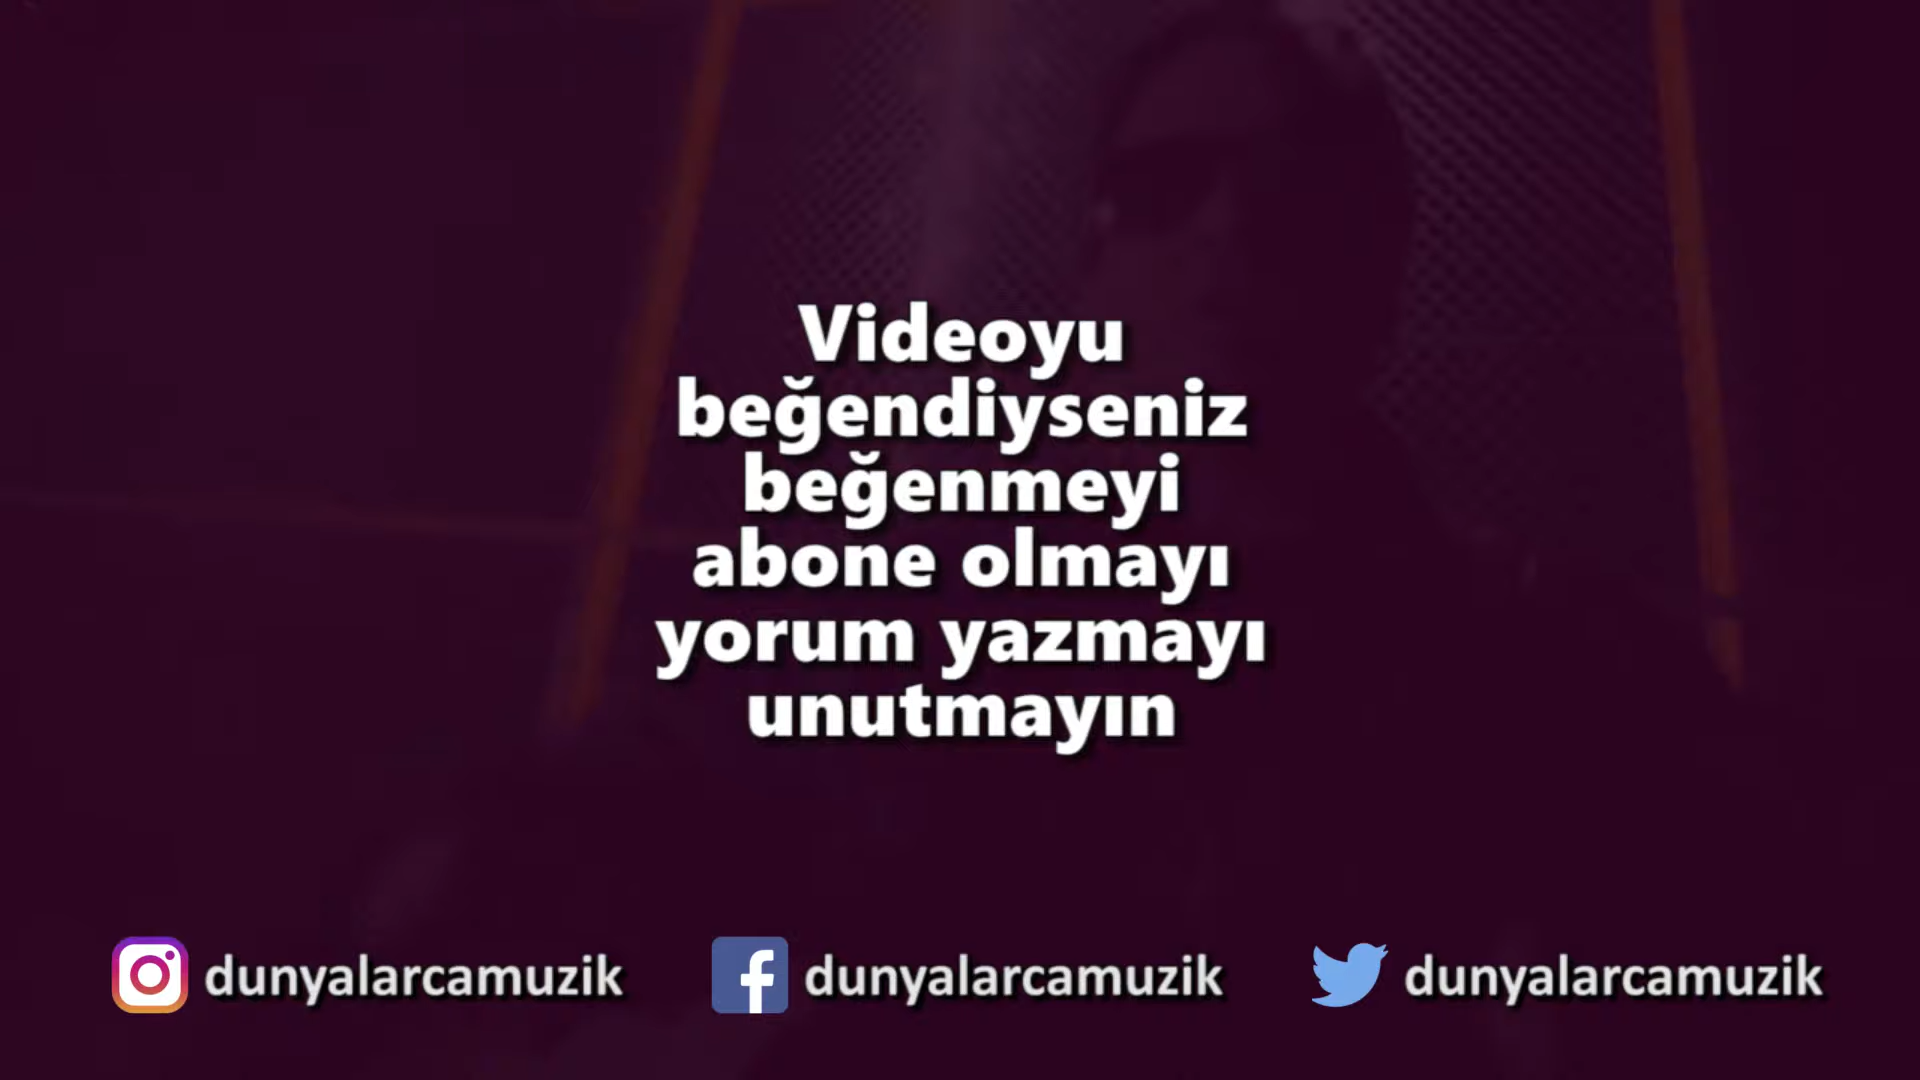 Videoyu
beğendiyseniz
beğenmeyi
abone olmayı
yorum yazmayı
unutmayın
dunyalarcamuzik dunyalarcamuzik dunyalarcamuzik